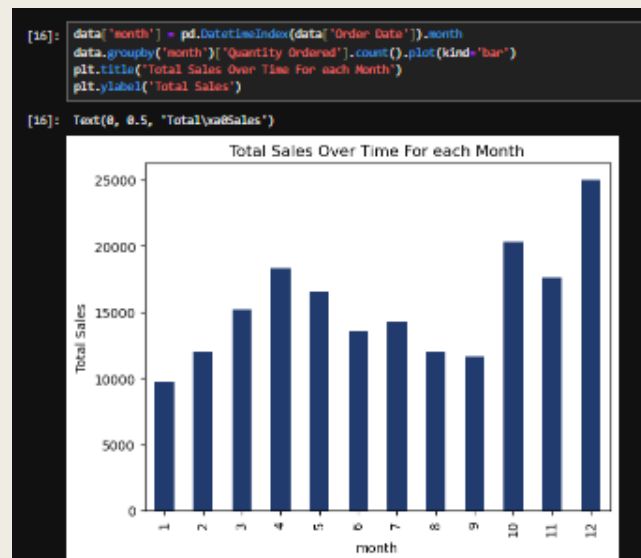 [16]: data['month'] = pd.DatetimeIndex(data['Order Date']).month
data.groupby('month')['Quantity Ordered'].count().plot(kind='bar")
plt.title("Total Sales Over Time For each Month")
plt.ylabel('Total Sales')
[16]: Text(0, 0.5, "Total\xa0Sales')
Total Sales Over Time For each Month
25000
20000
15000
10000
5000
0
Total Sales
1 2 3 4 5 6 7 8 9 10 11 12
month